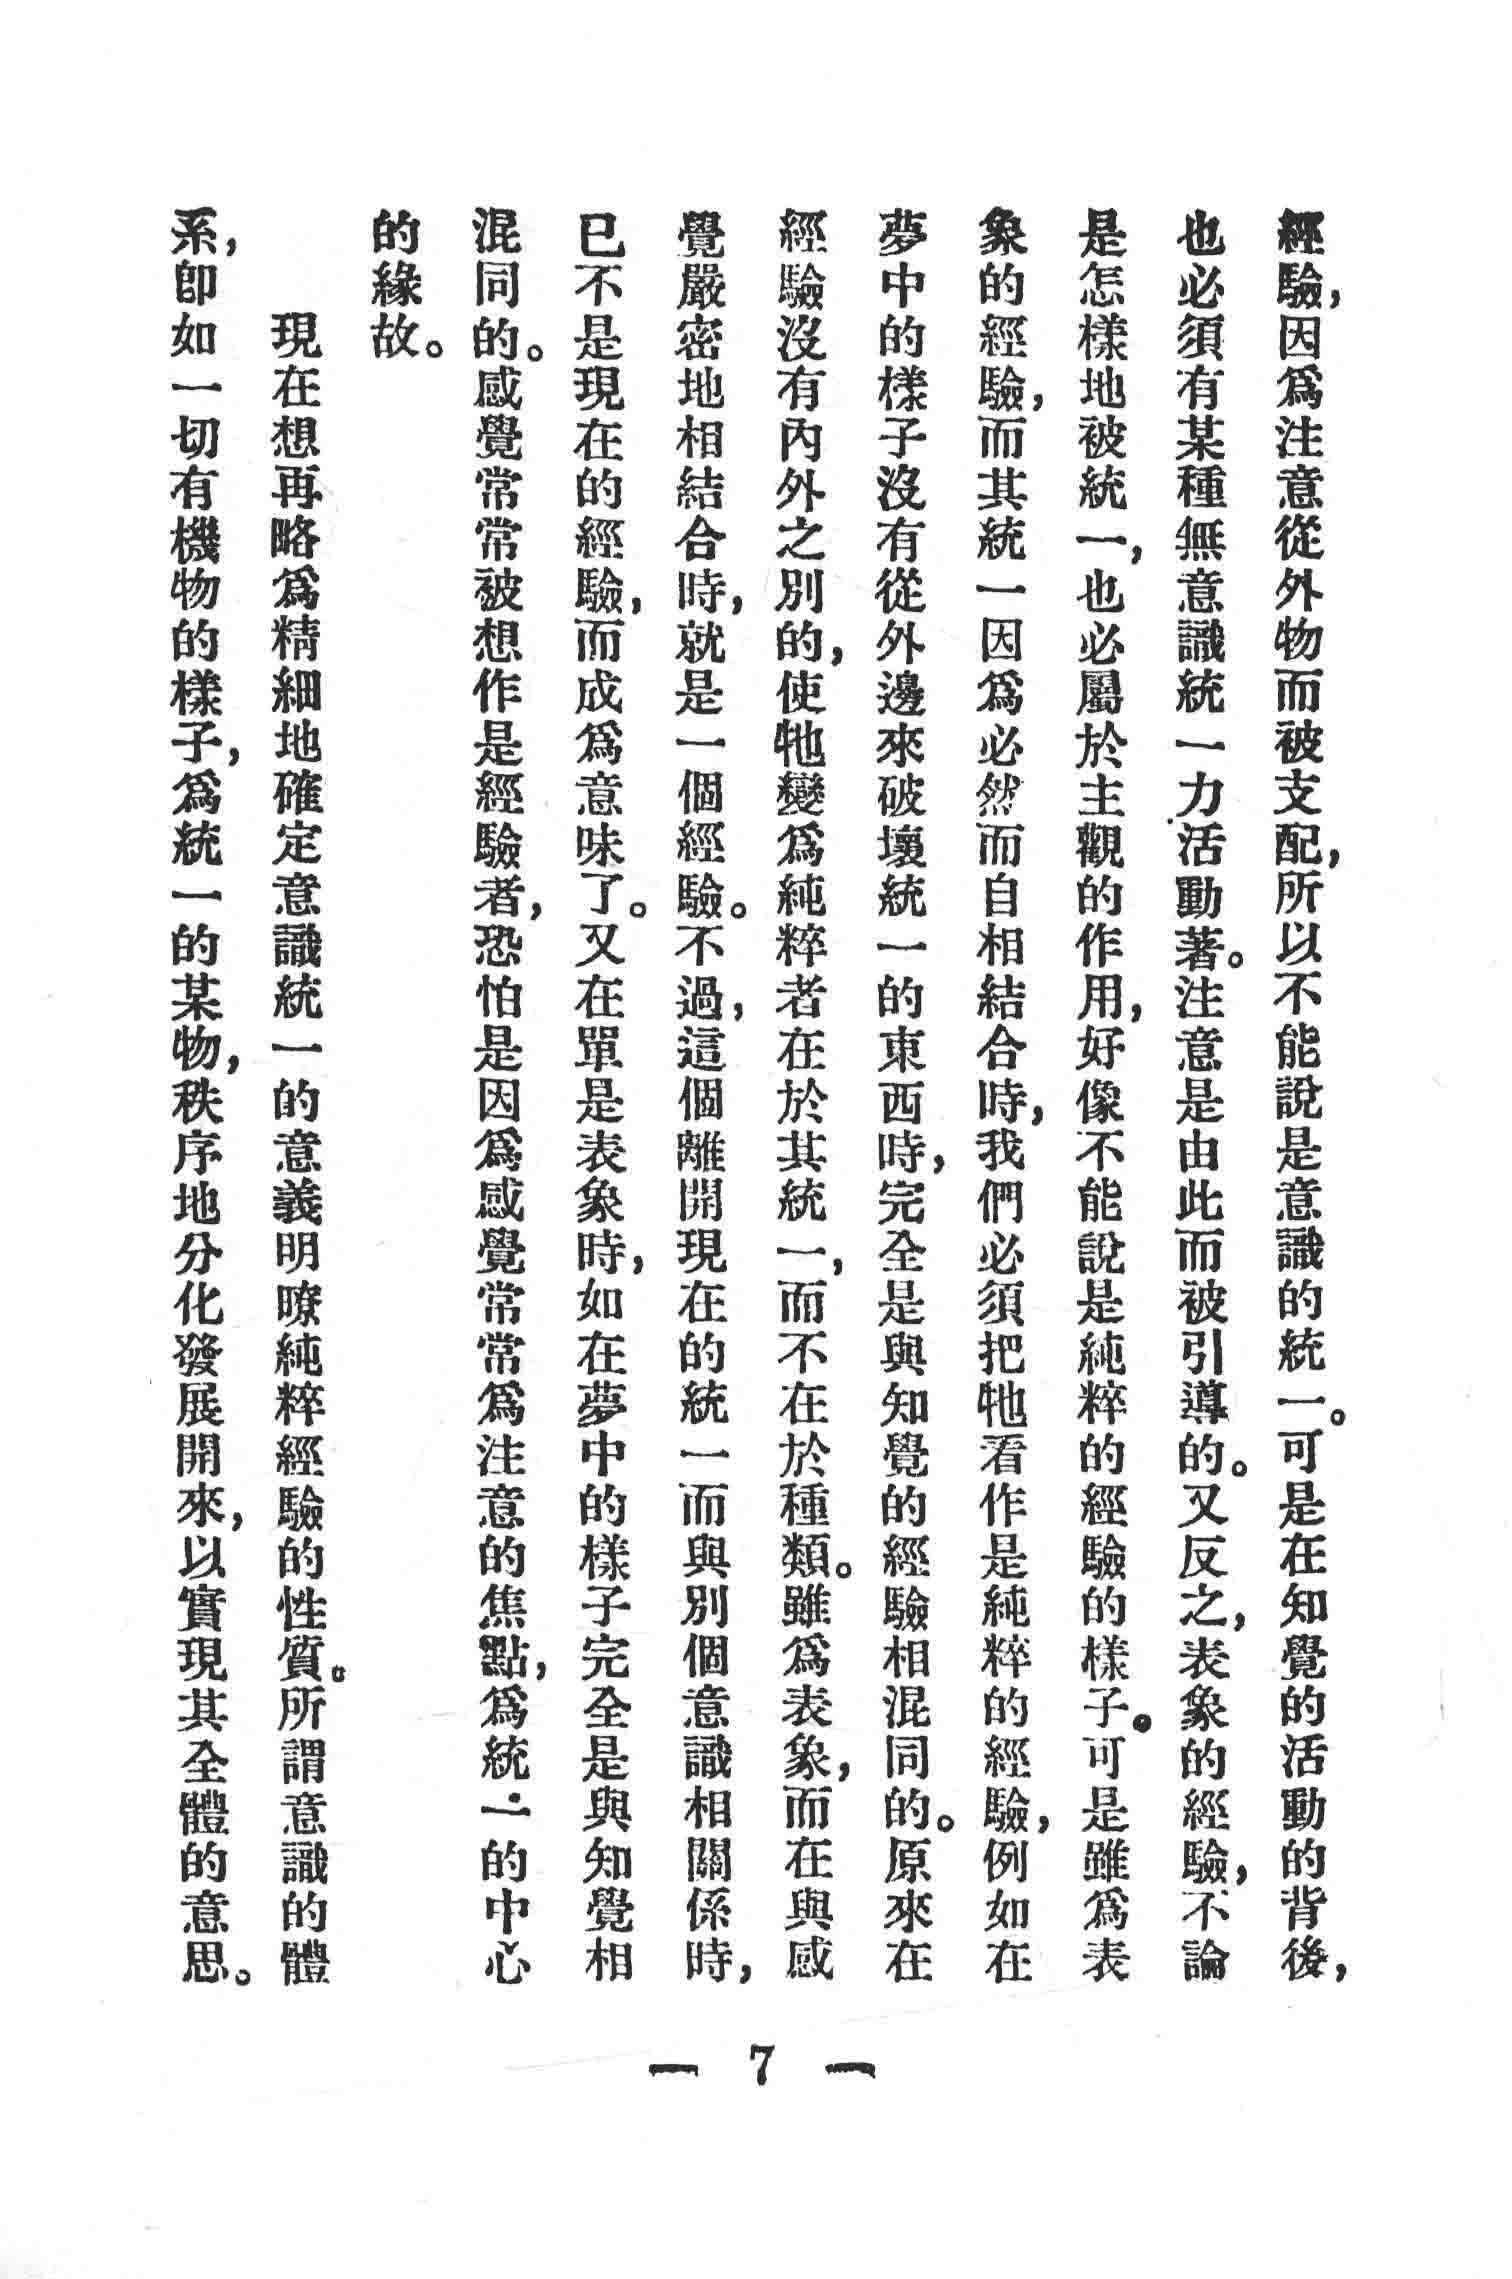 經驗，因爲注意從外物而被支配，所以不能說是意識的統一。可是在知覺的活動的背後，
也必須有某種無意識統一力活動著。注意是由此而被引導的。又反之，表象的經驗，不論
是怎樣地被統一，也必屬於主觀的作用，好像不能說是純粹的經驗的樣子。可是雖爲表
象的經驗，而其統一因爲必然而自相結合時，我們必須把牠看作是純粹的經驗，例如在
夢中的樣子沒有從外邊來破壞統一的東西時，完全是與知覺的經驗相混同的。原來在
經驗沒有內外之別的，使牠變爲純粹者在於其統一，而不在於種類。雖爲表象，而在與感
覺嚴密地相結合時，就是一個經驗。不過，這個離開現在的統一而與別個意識相關係時，
已不是現在的經驗，而成爲意味了。又在單是表象時，如在夢中的樣子完全是與知覺相
混同的。感覺常常被想作是經驗者，恐怕是因爲感覺常常爲注意的焦點，爲統一的中心
的緣故。
現在想再略爲精細地確定意識統一的意義明暸純粹經驗的性質。所謂意識的體
系，卽如一切有機物的樣子，爲統一的某物，秩序地分化發展開來，以實現其全體的意思。
— 7 —